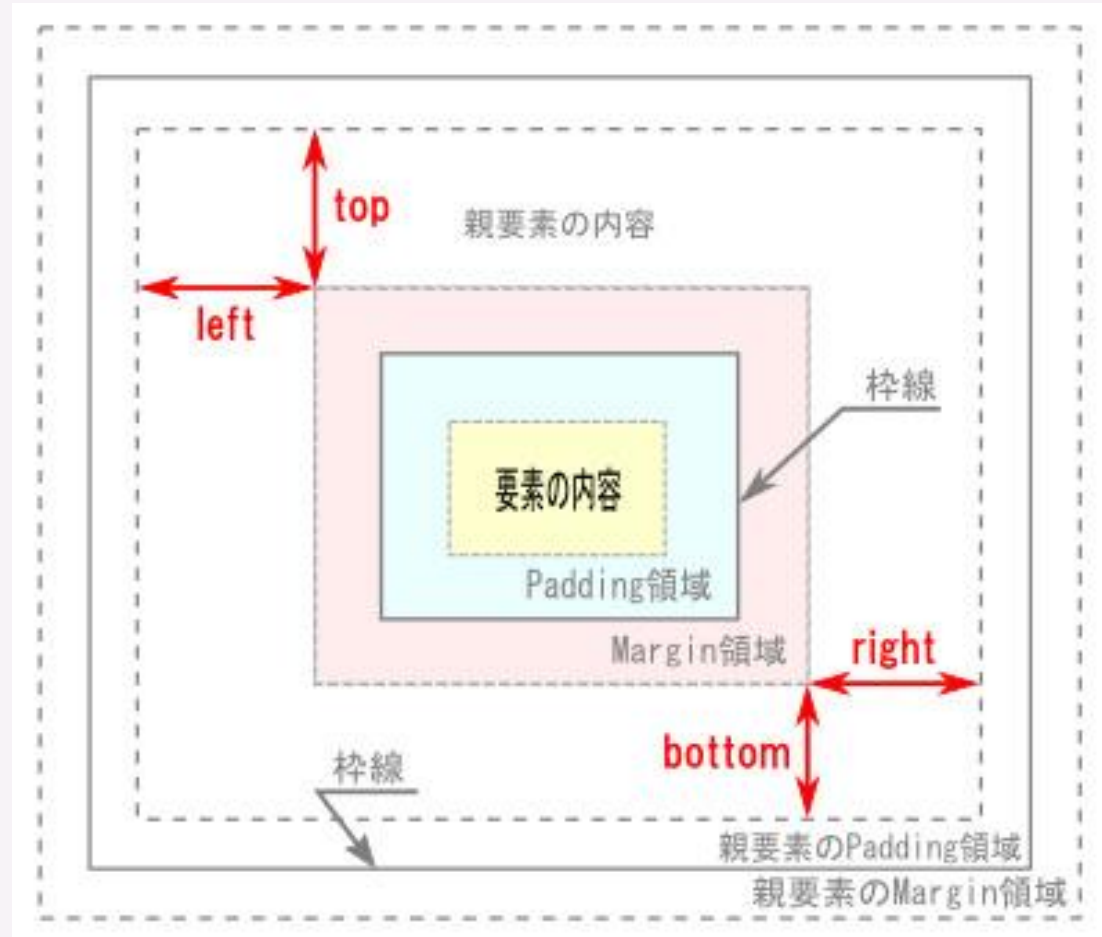 top
親要素の内容
left
枠線
要素の内容
Padding領域
Margin領域
right
bottom
枠線
親要素のPadding領域
親要素のMargin領域